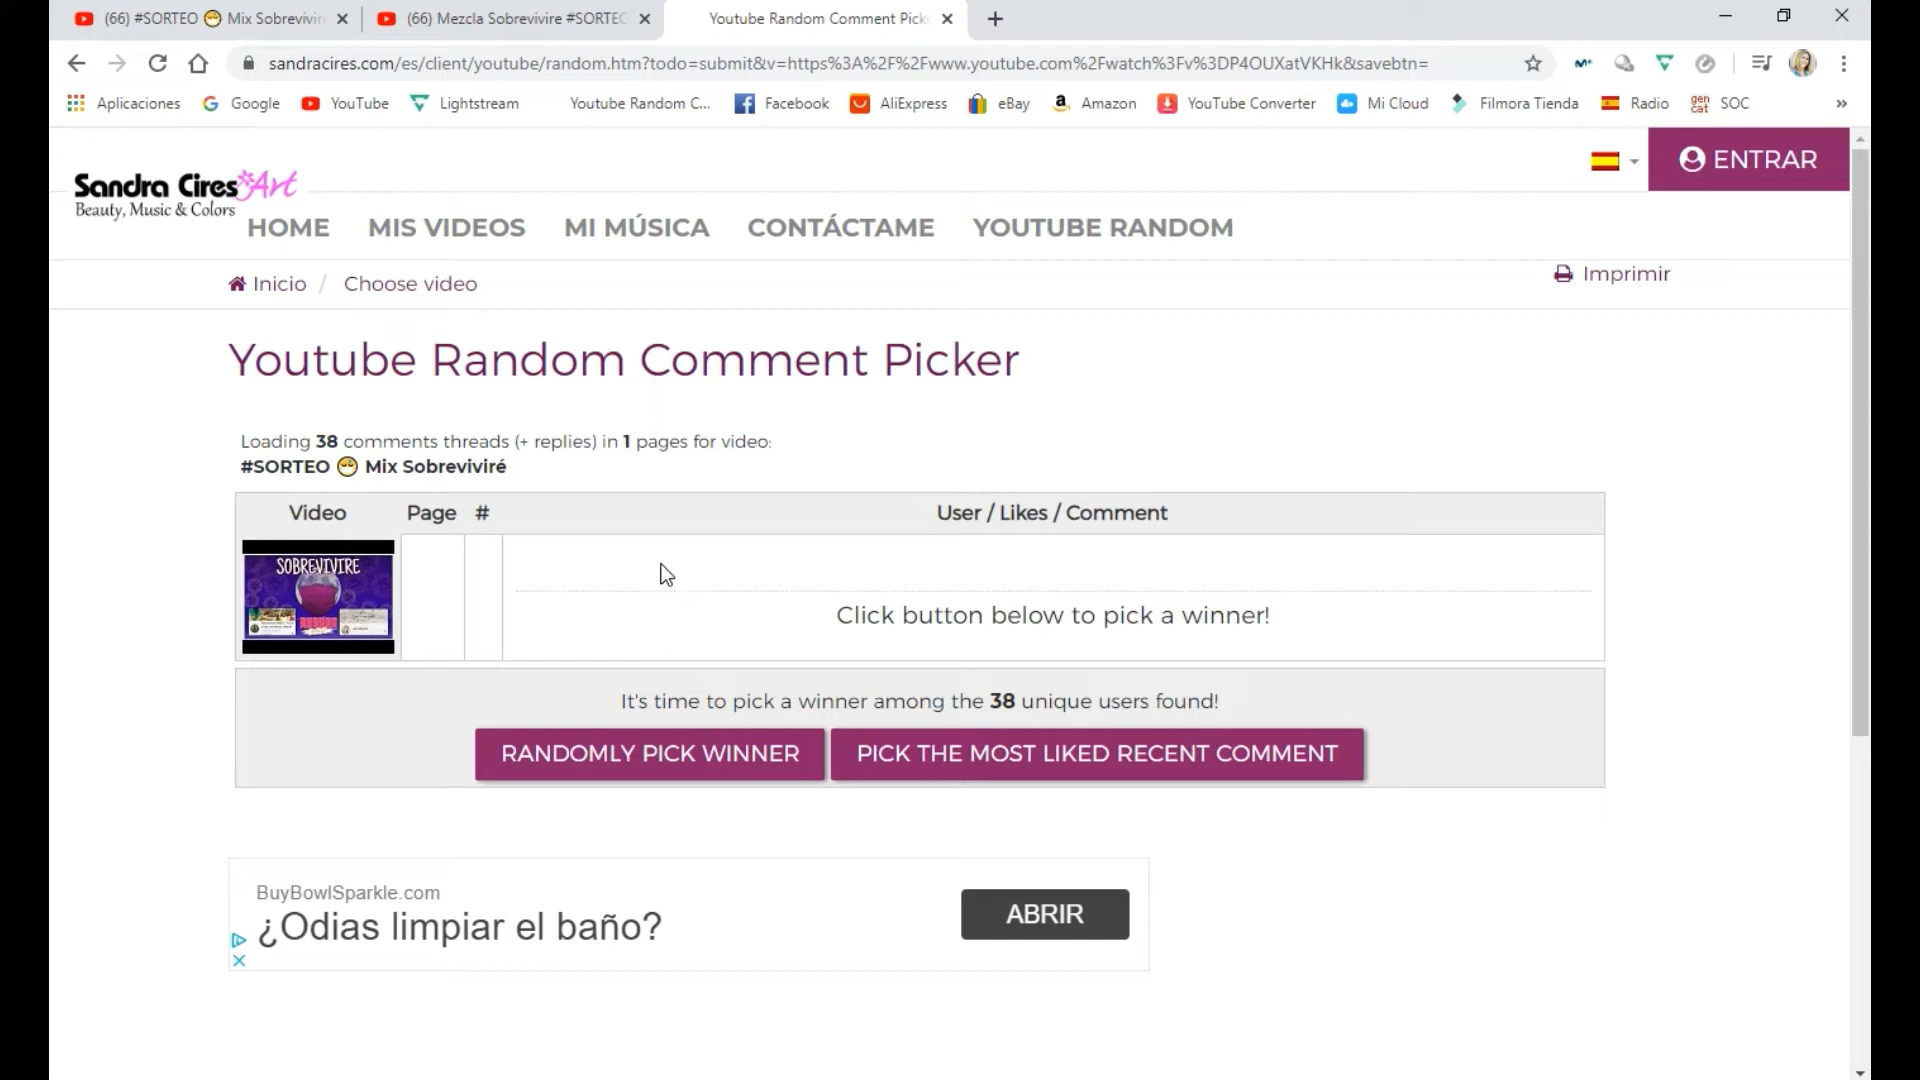 (66) #SORTEO 😷 Mix Sobrevivir
(66) Mezcla Sobrevivire #SORTEC
Youtube Random Comment Pick
sandracires.com/es/client/youtube/random.htm?todo=submit&v=https%3A%2F%2Fwww.youtube.com%2Fwatch%3Fv%3DP4OUXatVKHk&savebtn=
Aplicaciones
Google
YouTube
Lightstream
Youtube Random C...
Facebook
AliExpress
eBay
Amazon
YouTube Converter
Mi Cloud
Filmora Tienda
Radio
gen cat SOC
»
ENTRAR
Sandra Cires Art
Beauty, Music & Colors
HOME
MIS VIDEOS
MI MÚSICA
CONTÁCTAME
YOUTUBE RANDOM
Inicio / Choose video
Imprimir
Youtube Random Comment Picker
Loading 38 comments threads (+ replies) in 1 pages for video:
#SORTEO 😷 Mix Sobreviviré
Video Page # User / Likes / Comment
SOBREVIVIRE
Click button below to pick a winner!
It's time to pick a winner among the 38 unique users found!
RANDOMLY PICK WINNER
PICK THE MOST LIKED RECENT COMMENT
BuyBowlSparkle.com
¿Odias limpiar el baño?
ABRIR